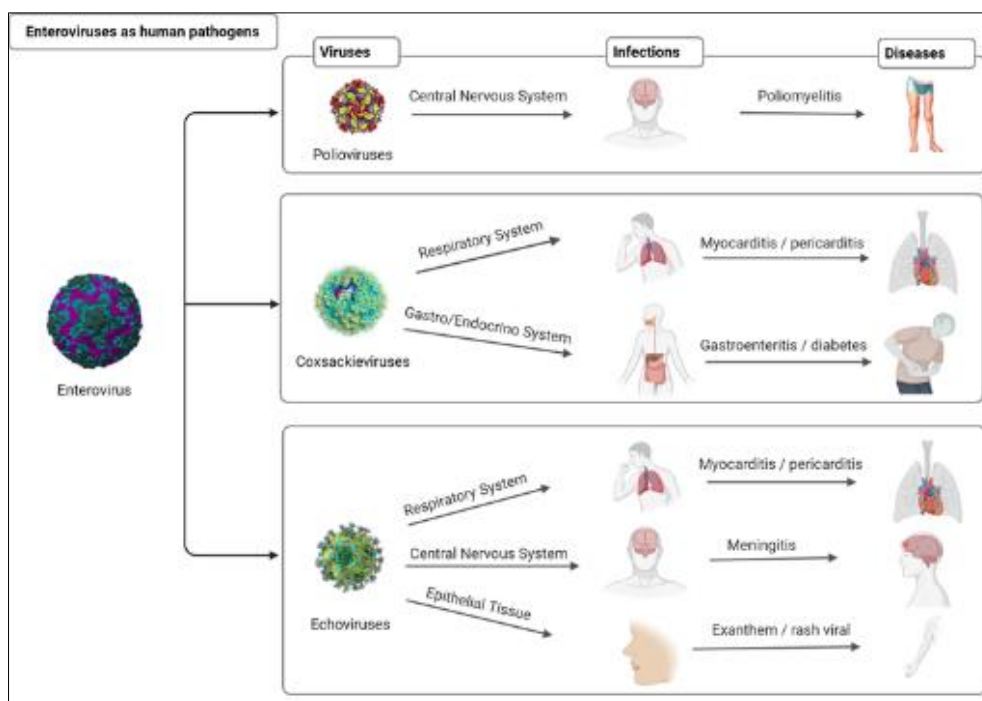 Enteroviruses as human pathogens
Viruses
Infections
Diseases
Central Nervous System
Poliomyelitis
Polioviruses
Respiratory System
Myocarditis / pericarditis
Gastro/Endocrino System
Gastroenteritis / diabetes
Coxsackieviruses
Enterovirus
Respiratory System
Myocarditis / pericarditis
Central Nervous System
Meningitis
Epithelial Tissue
Exanthem / rash viral
Echoviruses